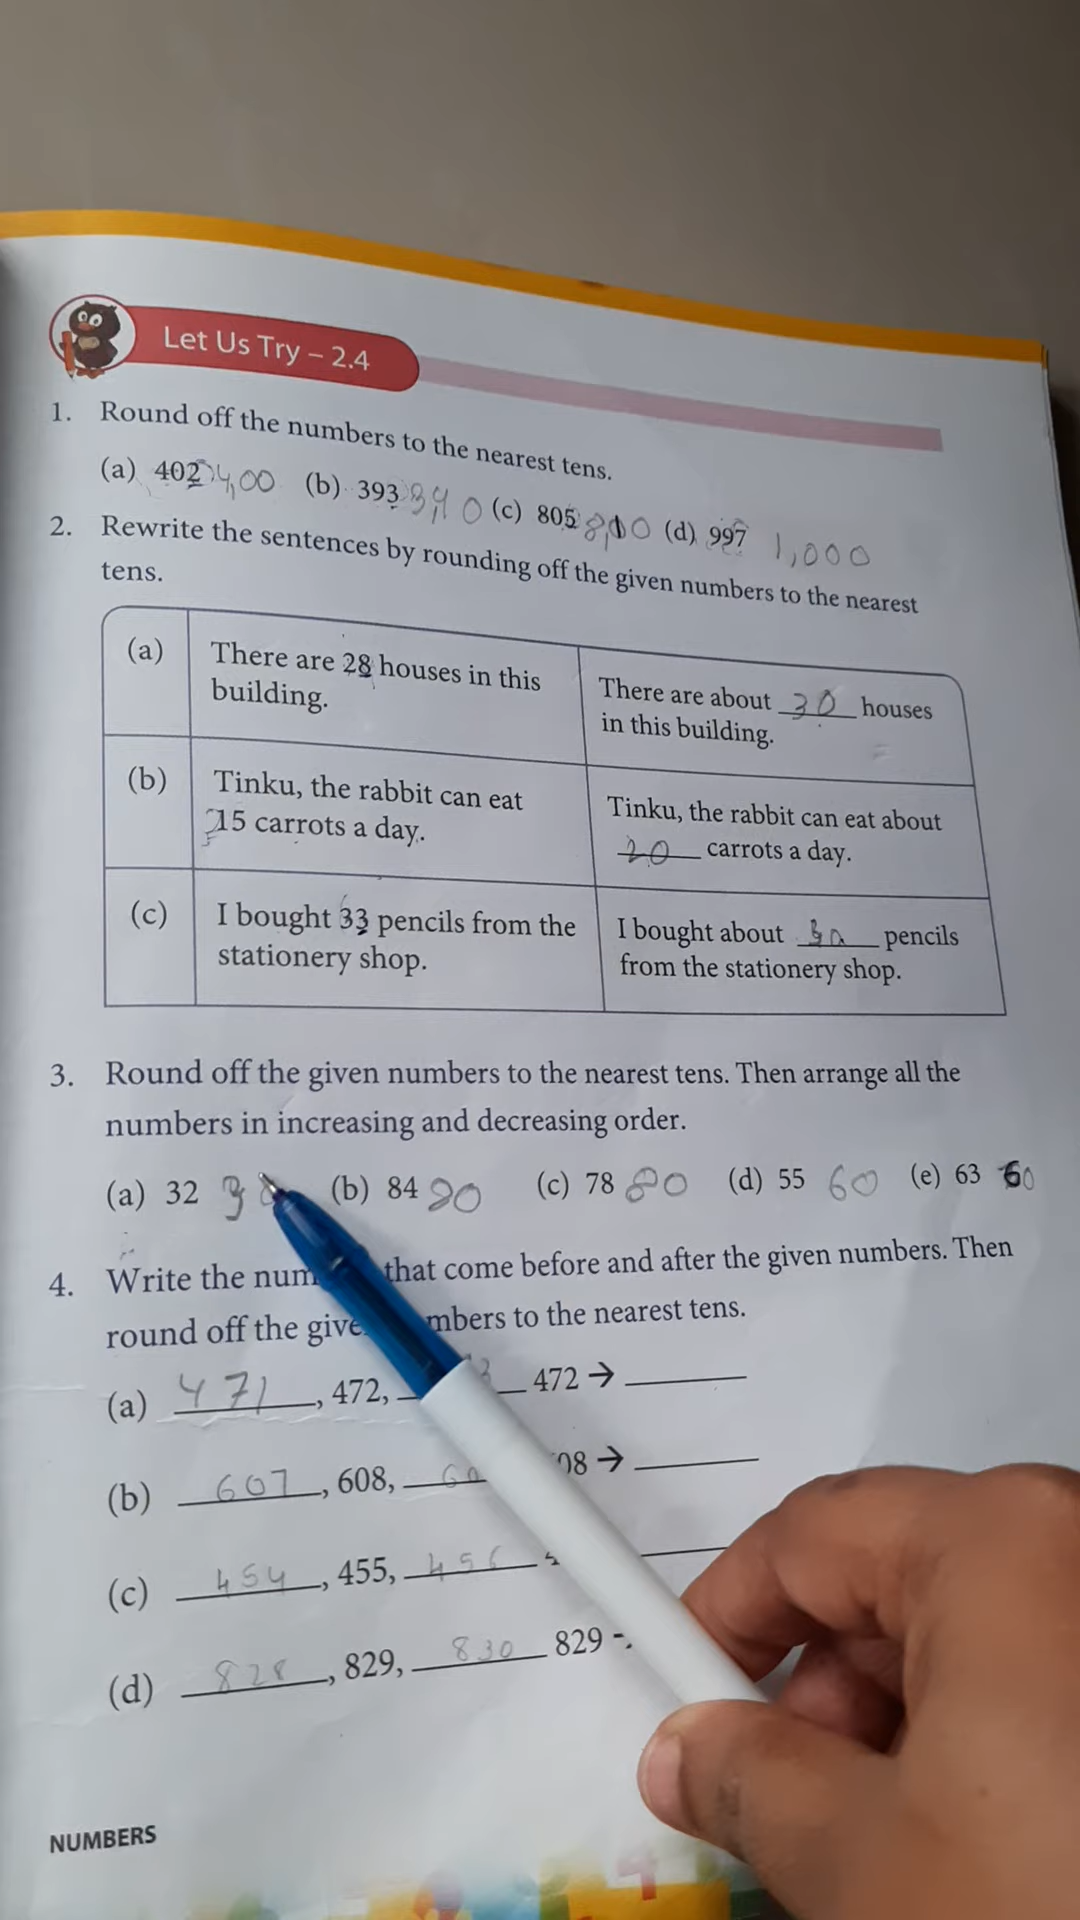 Let Us Try – 2.4
1. Round off the numbers to the nearest tens.
(a) 402 400 (b) 393 390 (c) 805 810 (d) 997 1,000
2. Rewrite the sentences by rounding off the given numbers to the nearest
tens.
(a) There are 28 houses in this
building.
There are about 30 houses
in this building.
(b) Tinku, the rabbit can eat
15 carrots a day.
Tinku, the rabbit can eat about
20 carrots a day.
(c) I bought 33 pencils from the
stationery shop.
I bought about 30 pencils
from the stationery shop.
3. Round off the given numbers to the nearest tens. Then arrange all the
numbers in increasing and decreasing order.
(a) 32 (b) 84 (c) 78 80 (d) 55 60 (e) 63 60
4. Write the that come before and after the given numbers. Then
round off the to the nearest tens.
(a) 471, 472, 472 →
(b) 607, 608, →
(c) 454, 455, 456
(d) 828, 829, 830 829
NUMBERS